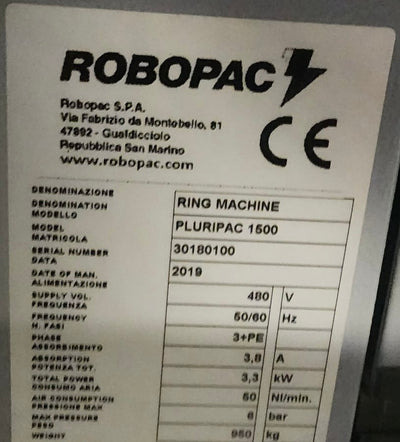 ROBOPAC
Robopac S.P.A.
Via Fabrizio da Montebello, 81
47892 - Gualdicciolo
Repubblica San Marino
www.robopac.com
CE
DENOMINAZIONE
DENOMINATION RING MACHINE
MODELLO
MODEL PLURIPAC 1500
MATRICOLA
SERIAL NUMBER 30180100
DATA
DATE OF MAN. 2019
ALIMENTAZIONE
SUPPLY VOL. 480 V
FREQUENZA
FREQUENCY 50/60 Hz
N. FASI
PHASE 3+PE
ASSORBIMENTO
ABSORPTION 3,8 A
POTENZA TOT.
TOTAL POWER 3,3 kW
CONSUMO ARIA
AIR CONSUMPTION 50 Nl/min.
PRESSIONE MAX
MAX PRESSURE 6 bar
PESO
WEIGHT 950 kg